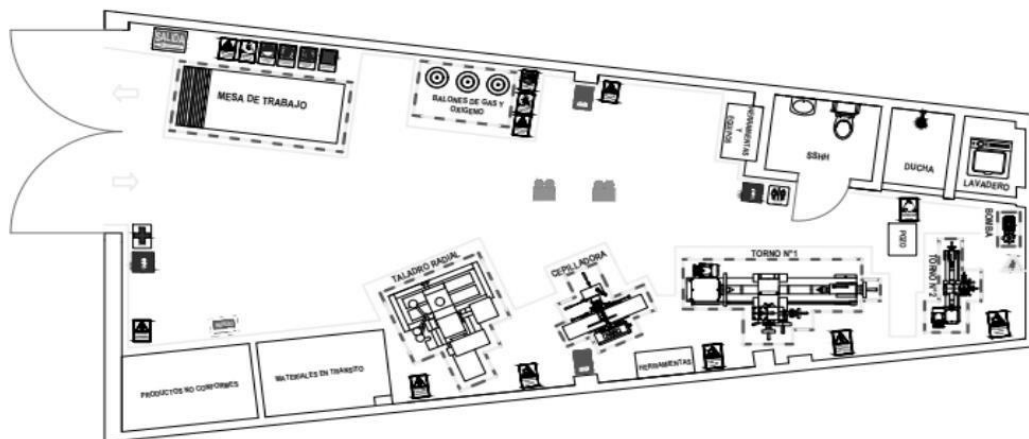 SALIDA
MESA DE TRABAJO
BALONES DE GAS Y
OXIGENO
HERRAMIENTAS
Y
EQUIPOS
SSHH
DUCHA
LAVADERO
BOMBA
POZO
TALADRO RADIAL
CEPILLADORA
TORNO N°1
TORNO N°2
PRODUCTOS NO CONFORMES
MATERIALES EN TRANSITO
HERRAMIENTAS